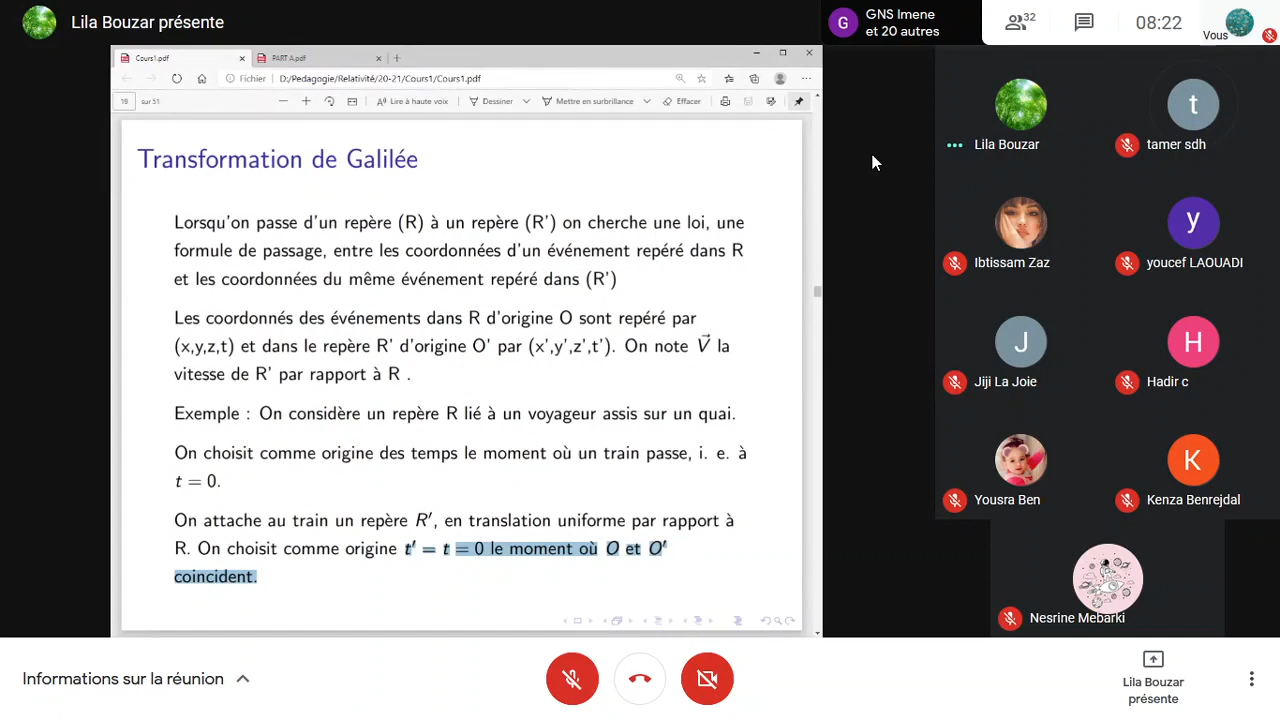 Lila Bouzar présente
GNS Imene
et 20 autres
G
32
08:22
Vous
Cours1.pdf
PART A.pdf
Fichier
D:/Pedagogie/Relativité/20-21/Cours1/Cours1.pdf
18 sur 51
Lire à haute voix
Dessiner
Mettre en surbrillance
Effacer
Transformation de Galilée
Lorsqu'on passe d'un repère (R) à un repère (R') on cherche une loi, une
formule de passage, entre les coordonnées d'un événement repéré dans R
et les coordonnées du même événement repéré dans (R')
Les coordonnés des événements dans R d'origine O sont repéré par
(x,y,z,t) et dans le repère R' d'origine O' par (x',y',z',t'). On note V⃗ la
vitesse de R' par rapport à R .
Exemple : On considère un repère R lié à un voyageur assis sur un quai.
On choisit comme origine des temps le moment où un train passe, i. e. à
t = 0.
On attache au train un repère R′, en translation uniforme par rapport à
R. On choisit comme origine t′ = t = 0 le moment où O et O′
coincident.
Lila Bouzar
t
tamer sdh
Ibtissam Zaz
y
youcef LAOUADI
J
Jiji La Joie
H
Hadir c
Yousra Ben
K
Kenza Benrejdal
Nesrine Mebarki
Informations sur la réunion
Lila Bouzar
présente